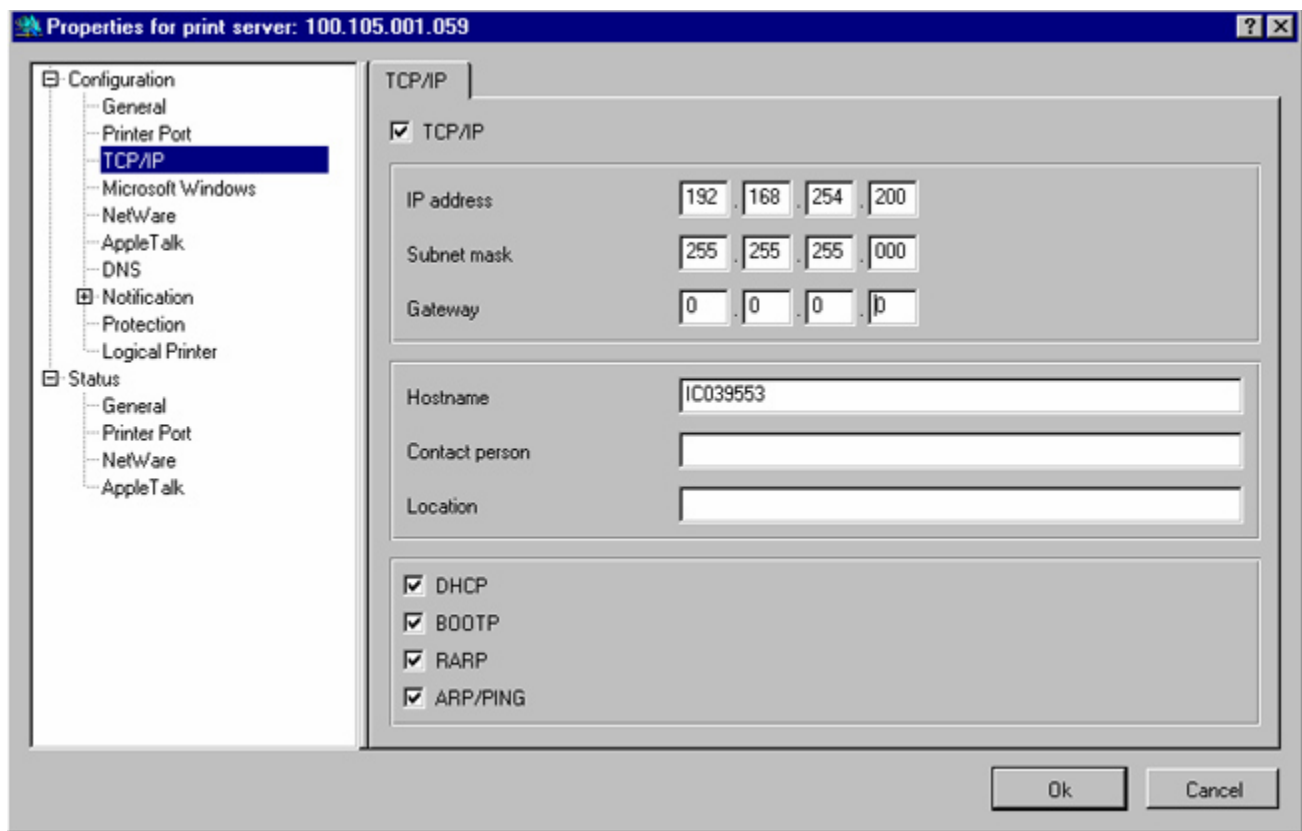 Properties for print server: 100.105.001.059
Configuration
General
Printer Port
TCP/IP
Microsoft Windows
NetWare
AppleTalk
DNS
Notification
Protection
Logical Printer
Status
General
Printer Port
NetWare
AppleTalk
TCP/IP
TCP/IP
IP address 192 . 168 . 254 . 200
Subnet mask 255 . 255 . 255 . 000
Gateway 0 . 0 . 0 . 0
Hostname IC039553
Contact person
Location
DHCP
BOOTP
RARP
ARP/PING
Ok Cancel